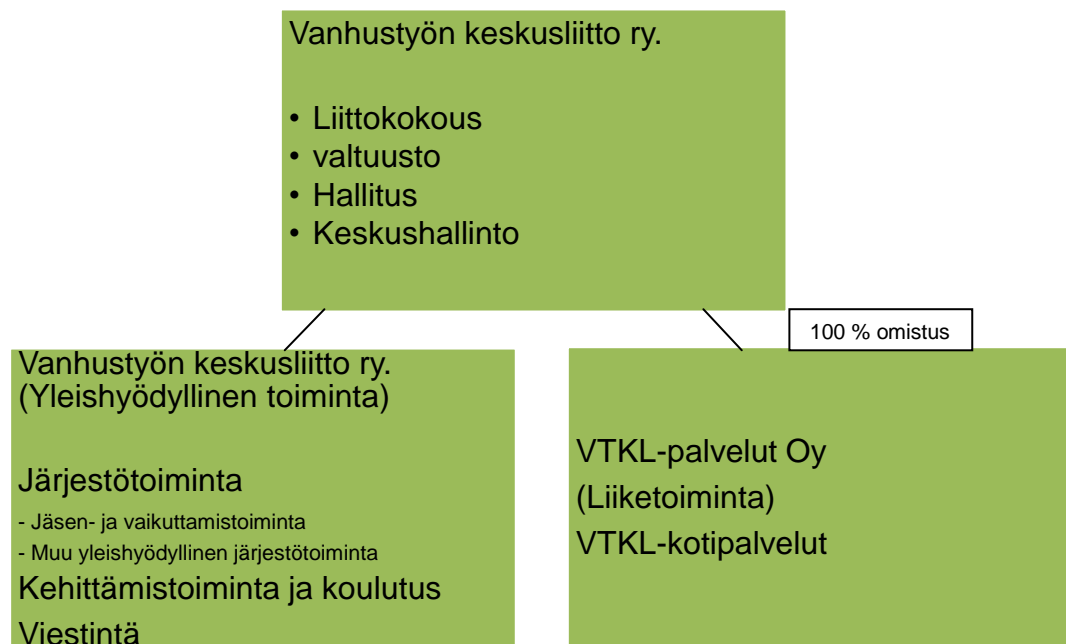 Vanhustyön keskusliitto ry.
• Liittokokous
• valtuusto
• Hallitus
• Keskushallinto
100 % omistus
Vanhustyön keskusliitto ry.
(Yleishyödyllinen toiminta)
Järjestötoiminta
- Jäsen- ja vaikuttamistoiminta
- Muu yleishyödyllinen järjestötoiminta
Kehittämistoiminta ja koulutus
Viestintä
VTKL-palvelut Oy
(Liiketoiminta)
VTKL-kotipalvelut